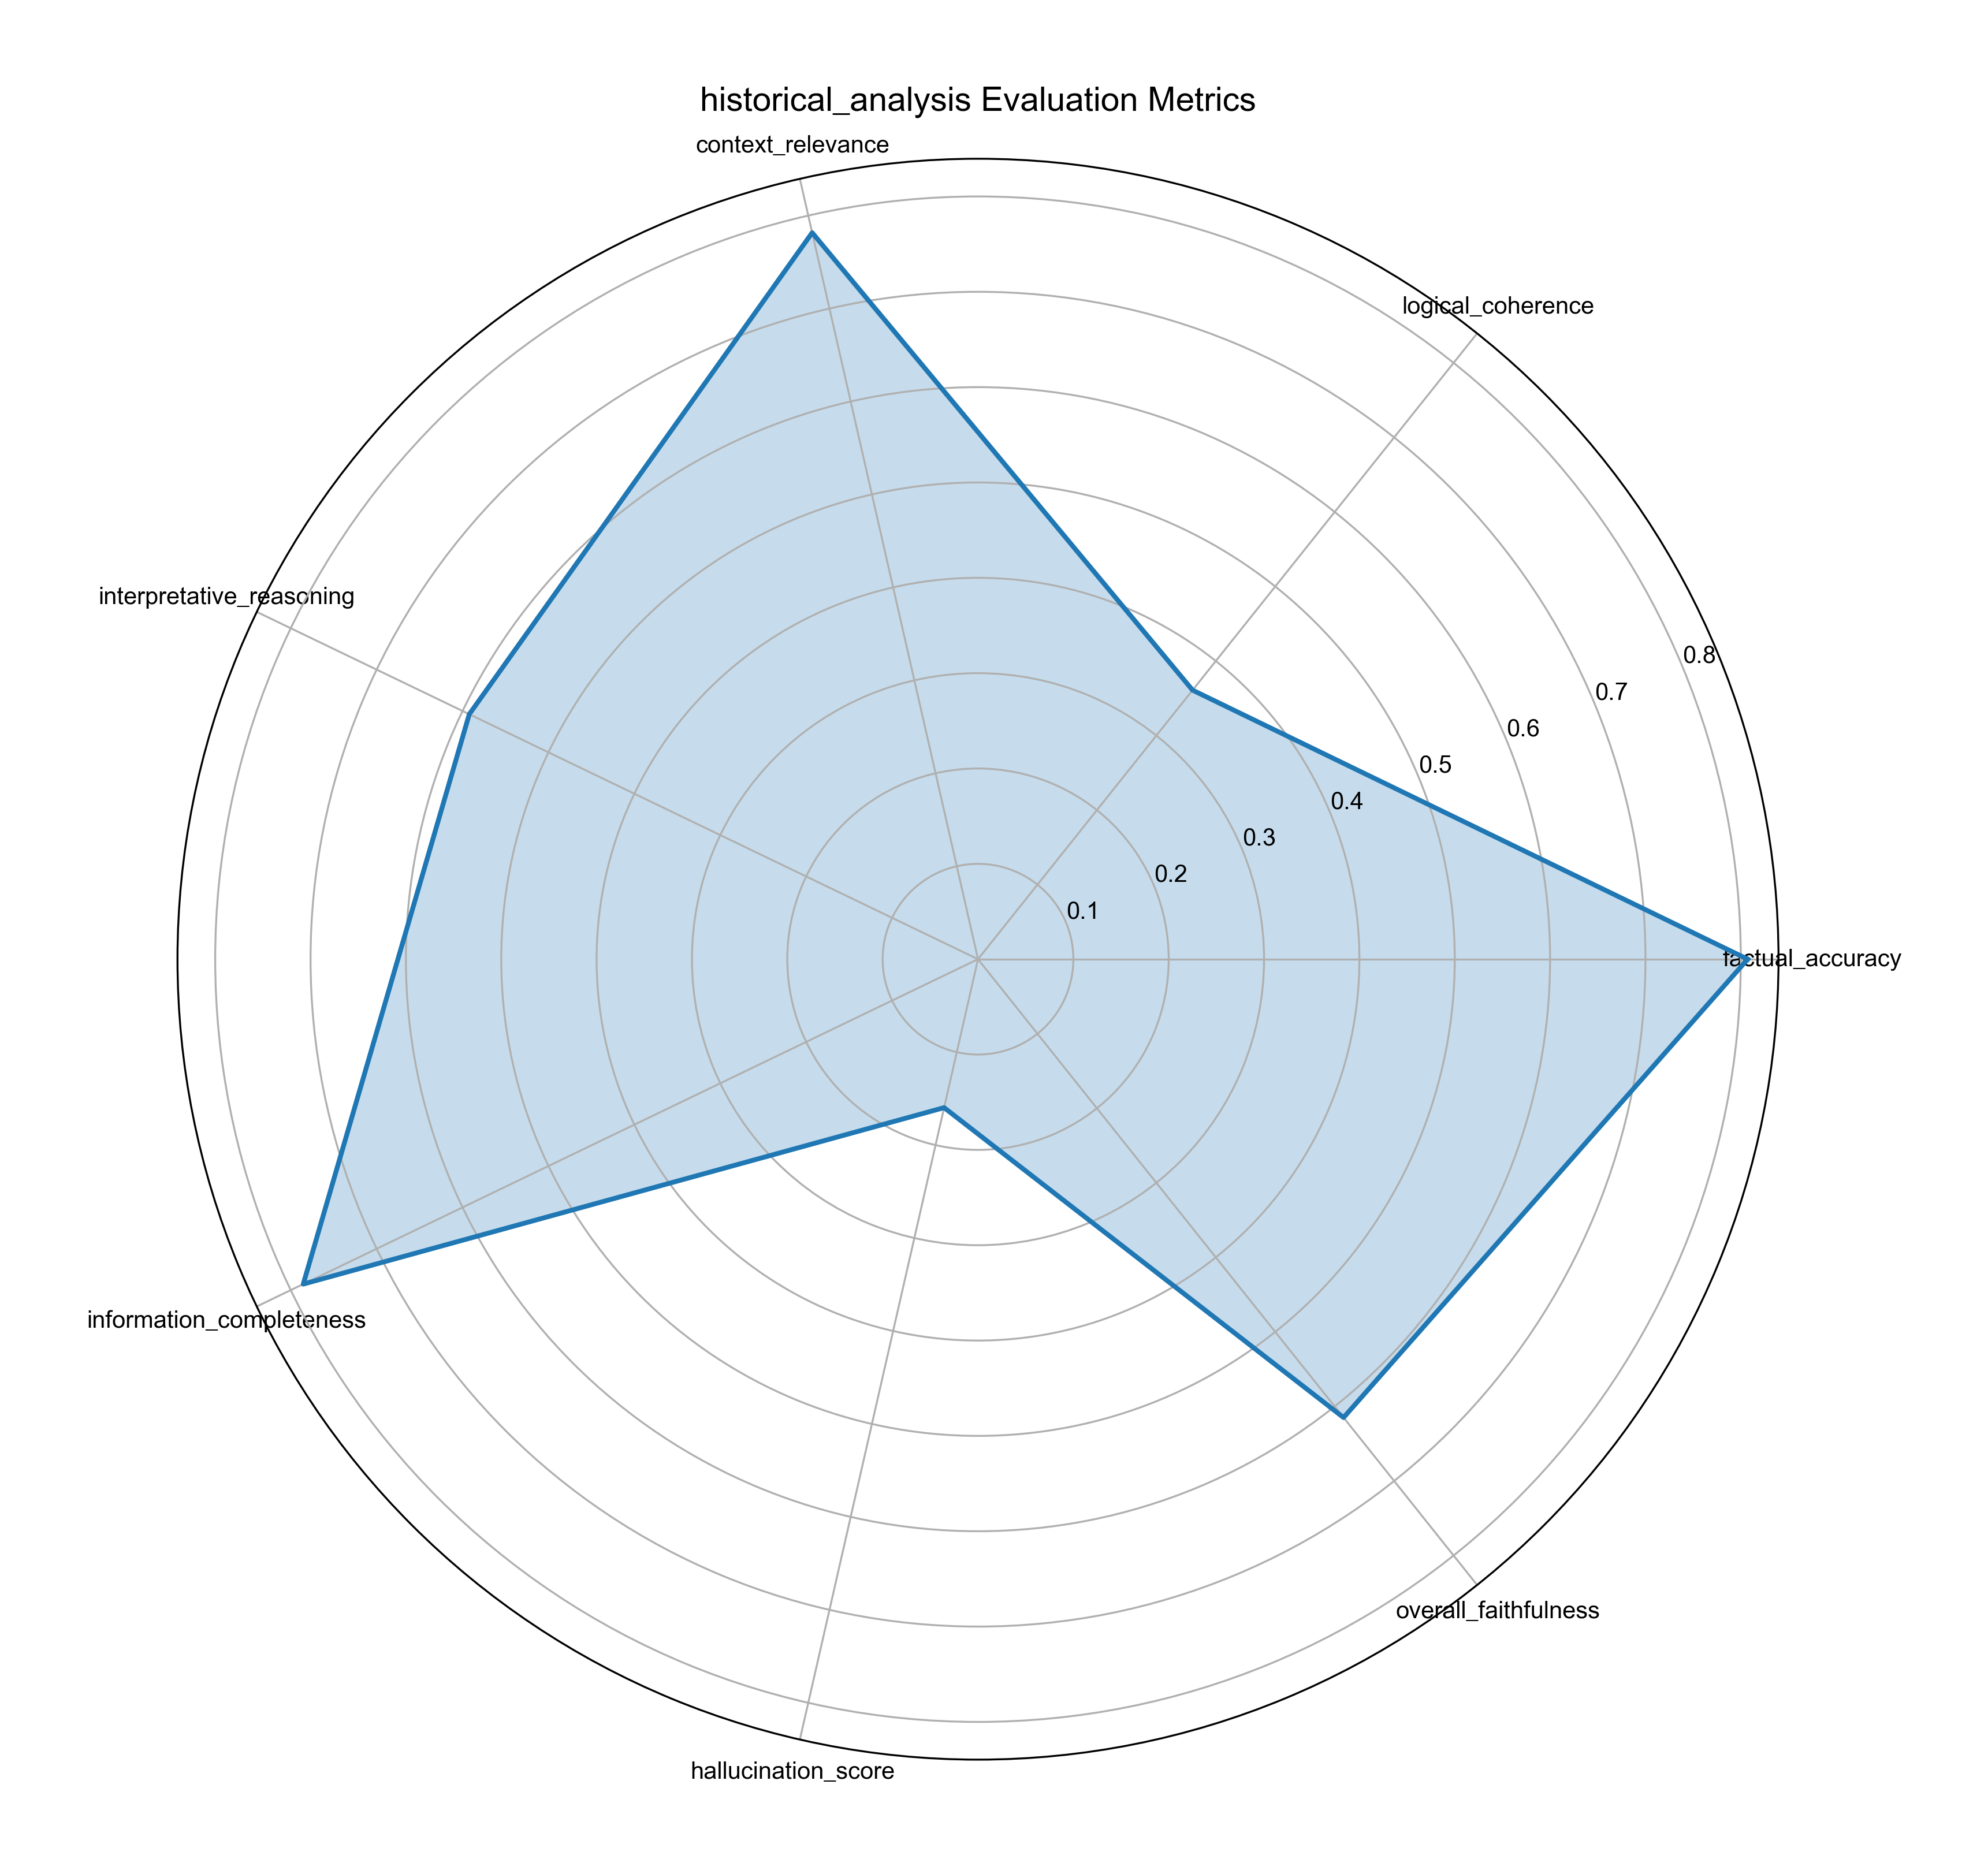 historical_analysis Evaluation Metrics
context_relevance
logical_coherence
interpretative_reasoning
0.8
0.7
0.6
0.5
0.4
0.3
0.2
0.1
factual_accuracy
information_completeness
overall_faithfulness
hallucination_score